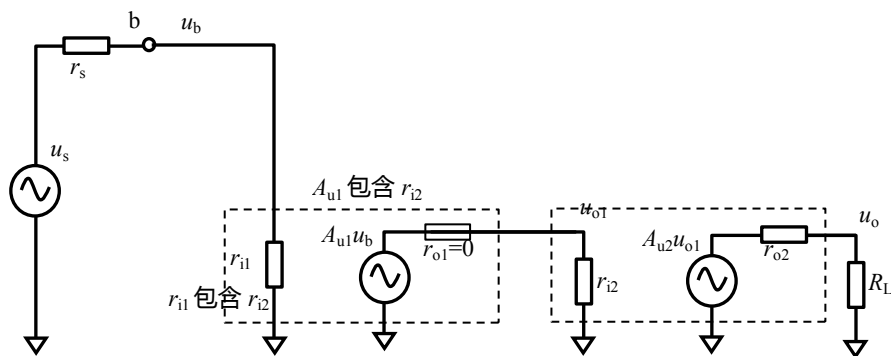 b
u_b
r_s
u_s
A_u1 包含 r_i2
u_o1
u_o
A_u1u_b
r_o1=0
A_u2u_o1
r_o2
r_i1
r_i2
R_L
r_i1 包含 r_i2